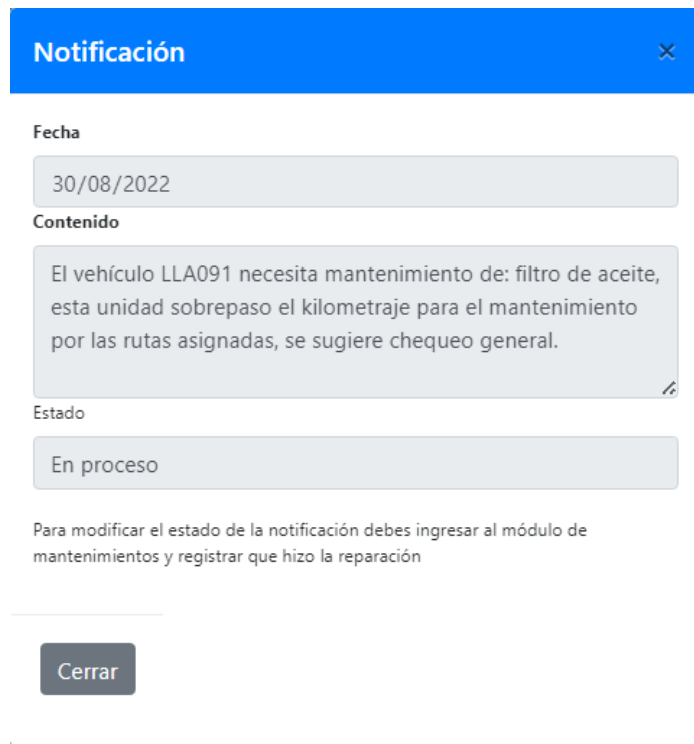 Notificación
×
Fecha
30/08/2022
Contenido
El vehículo LLA091 necesita mantenimiento de: filtro de aceite,
esta unidad sobrepaso el kilometraje para el mantenimiento
por las rutas asignadas, se sugiere chequeo general.
Estado
En proceso
Para modificar el estado de la notificación debes ingresar al módulo de
mantenimientos y registrar que hizo la reparación
Cerrar